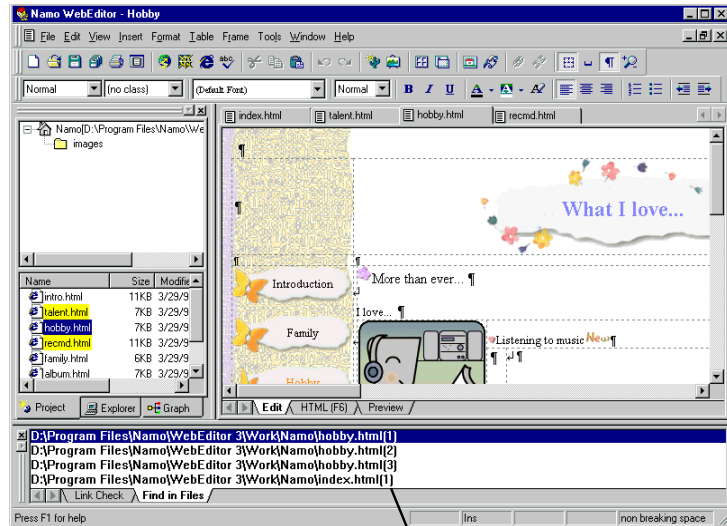 Namo WebEditor - Hobby
File Edit View Insert Format Table Frame Tools Window Help
Normal (no class) (Default Font) Normal B I U A A
index.html talent.html hobby.html recmd.html
Namo[D:\Program Files\Namo\We
images
What I love...
Introduction
More than ever... ¶
I love... ¶
Family
Listening to music New ¶
Hobby
Name Size Modifie
intro.html 11KB 3/29/9
talent.html 7KB 3/29/9
hobby.html 7KB 3/29/9
recmd.html 11KB 3/29/9
family.html 6KB 3/29/9
album.html 7KB 3/29/9
Project Explorer Graph
Edit HTML (F6) Preview
D:\Program Files\Namo\WebEditor 3\Work\Namo\hobby.html(1)
D:\Program Files\Namo\WebEditor 3\Work\Namo\hobby.html(2)
D:\Program Files\Namo\WebEditor 3\Work\Namo\hobby.html(3)
D:\Program Files\Namo\WebEditor 3\Work\Namo\index.html(1)
Link Check Find in Files
Press F1 for help Ins non breaking space